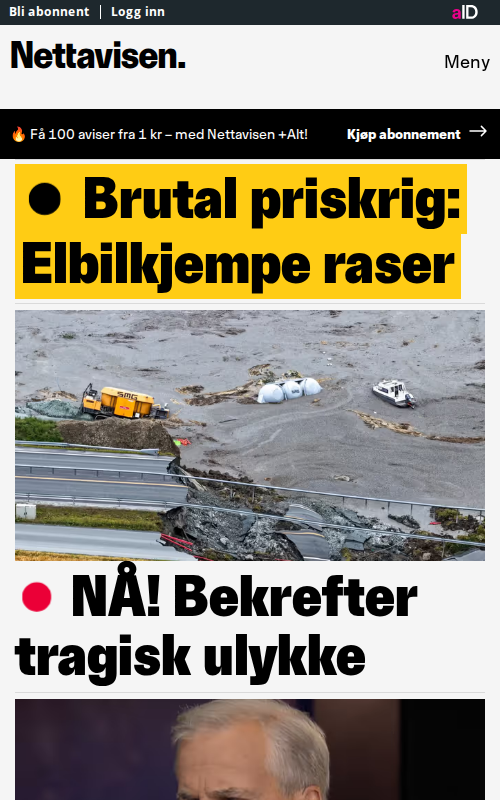 Bli abonnent | Logg inn
aID
Nettavisen.
Meny
🔥 Få 100 aviser fra 1 kr – med Nettavisen +Alt!
Kjøp abonnement →
Brutal priskrig:
Elbilkjempe raser
SMG
NÅ! Bekrefter
tragisk ulykke